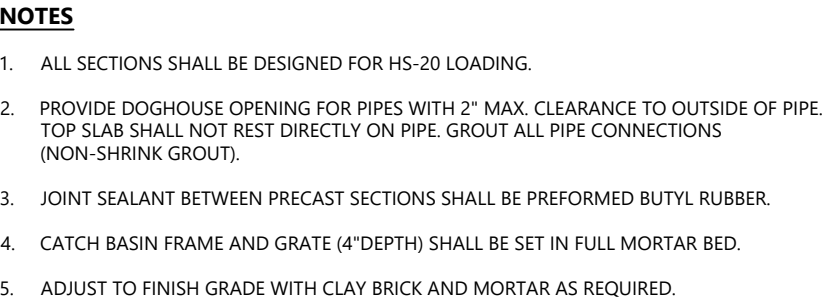 NOTES
1. ALL SECTIONS SHALL BE DESIGNED FOR HS-20 LOADING.
2. PROVIDE DOGHOUSE OPENING FOR PIPES WITH 2" MAX. CLEARANCE TO OUTSIDE OF PIPE.
TOP SLAB SHALL NOT REST DIRECTLY ON PIPE. GROUT ALL PIPE CONNECTIONS
(NON-SHRINK GROUT).
3. JOINT SEALANT BETWEEN PRECAST SECTIONS SHALL BE PREFORMED BUTYL RUBBER.
4. CATCH BASIN FRAME AND GRATE (4"DEPTH) SHALL BE SET IN FULL MORTAR BED.
5. ADJUST TO FINISH GRADE WITH CLAY BRICK AND MORTAR AS REQUIRED.